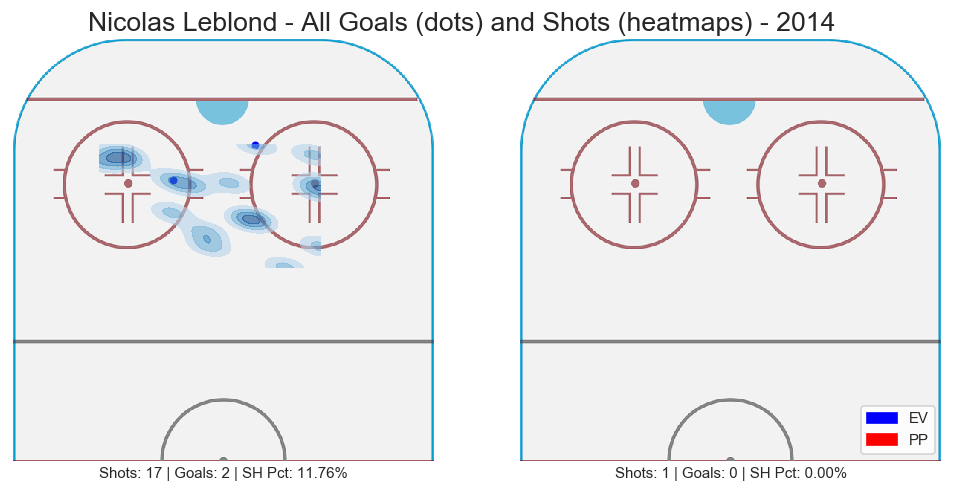 Nicolas Leblond - All Goals (dots) and Shots (heatmaps) - 2014
EV
PP
Shots: 17 | Goals: 2 | SH Pct: 11.76%
Shots: 1 | Goals: 0 | SH Pct: 0.00%